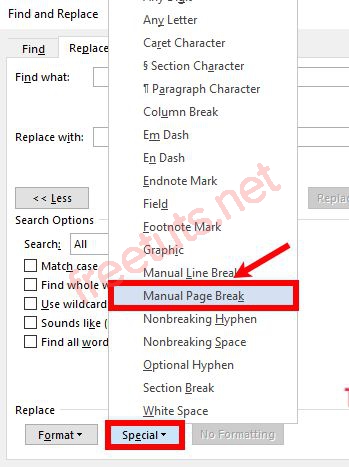 Find and Replace
Find
Replace
Find what:
Replace with:
<< Less
Replace
Search Options
Search:
All
Match case
Find whole w
Use wildcard
Sounds like (
Find all word
Any Letter
Caret Character
§ Section Character
¶ Paragraph Character
Column Break
Em Dash
En Dash
Endnote Mark
Field
Footnote Mark
Graphic
Manual Line Break
Manual Page Break
Nonbreaking Hyphen
Nonbreaking Space
Optional Hyphen
Section Break
White Space
Replace
Format
Special
No Formatting
freetuts.net